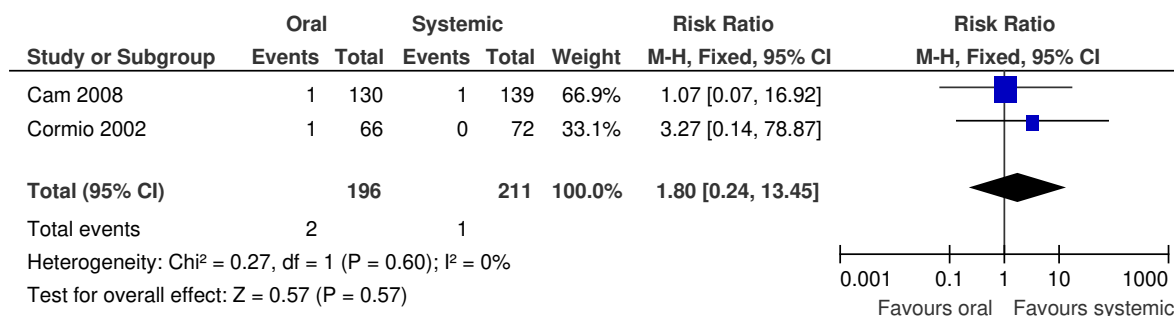 Oral Systemic Risk Ratio Risk Ratio
Study or Subgroup Events Total Events Total Weight M-H, Fixed, 95% CI M-H, Fixed, 95% CI
Cam 2008 1 130 1 139 66.9% 1.07 [0.07, 16.92]
Cormio 2002 1 66 0 72 33.1% 3.27 [0.14, 78.87]
Total (95% CI) 196 211 100.0% 1.80 [0.24, 13.45]
Total events 2 1
Heterogeneity: Chi² = 0.27, df = 1 (P = 0.60); I² = 0%
Test for overall effect: Z = 0.57 (P = 0.57)
0.001 0.1 1 10 1000
Favours oral Favours systemic